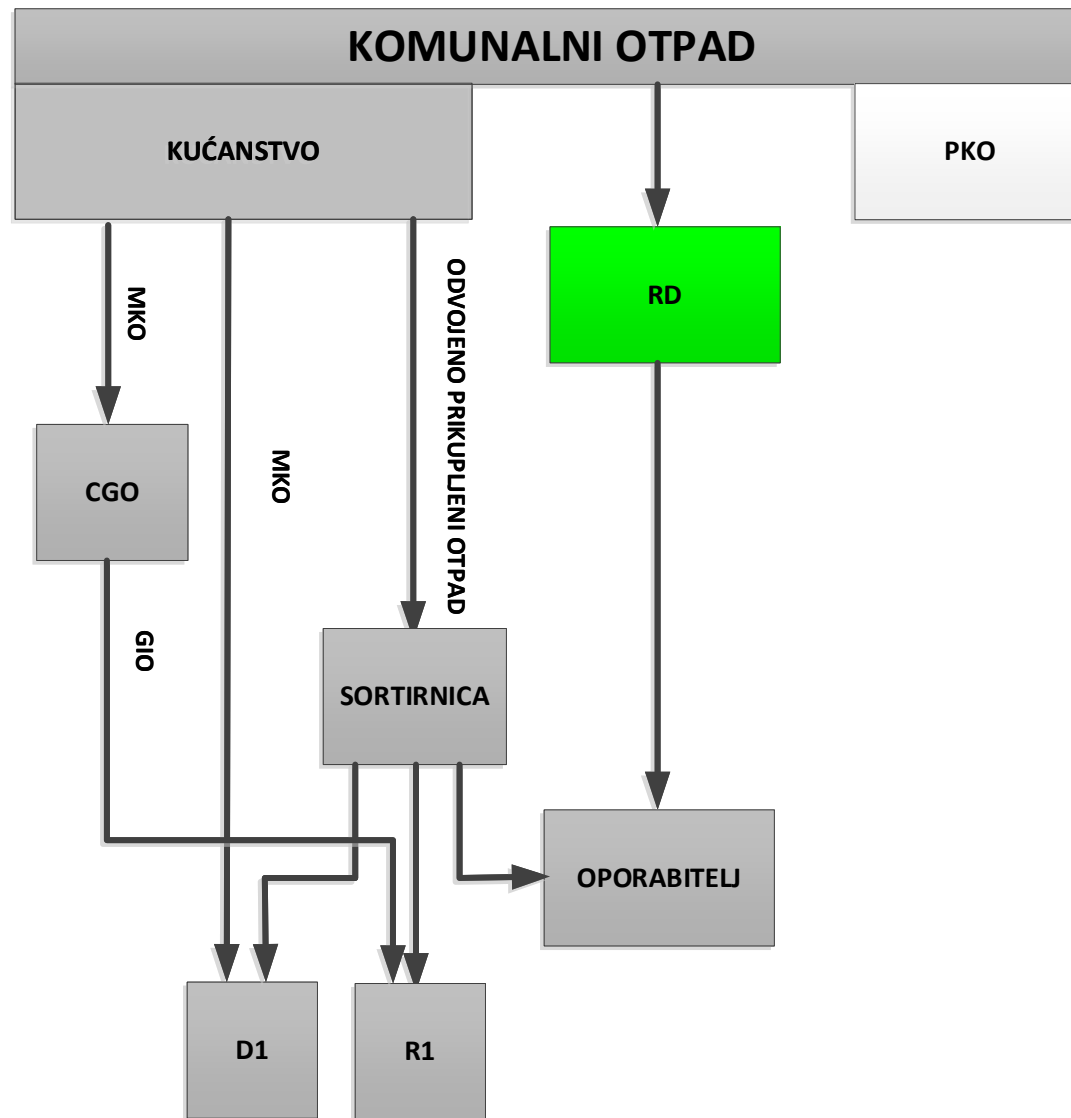 KOMUNALNI OTPAD
KUĆANSTVO
PKO
RD
MKO
ODVOJENO PRIKUPLJENI OTPAD
MKO
CGO
GIO
SORTIRNICA
OPORABITELJ
D1
R1